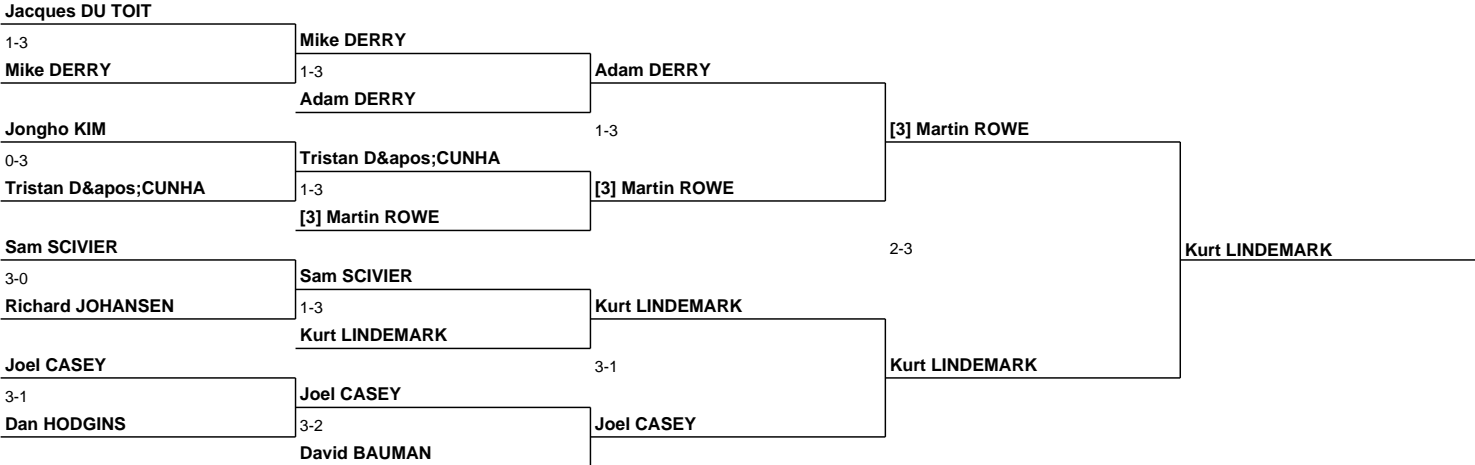 Jacques DU TOIT
1-3
Mike DERRY
Jongho KIM
0-3
Tristan D&apos;CUNHA
Sam SCIVIER
3-0
Richard JOHANSEN
Joel CASEY
3-1
Dan HODGINS
Mike DERRY
1-3
Adam DERRY
Tristan D&apos;CUNHA
1-3
[3] Martin ROWE
Sam SCIVIER
1-3
Kurt LINDEMARK
Joel CASEY
3-2
David BAUMAN
Adam DERRY
1-3
[3] Martin ROWE
Kurt LINDEMARK
3-1
Joel CASEY
[3] Martin ROWE
2-3
Kurt LINDEMARK
Kurt LINDEMARK